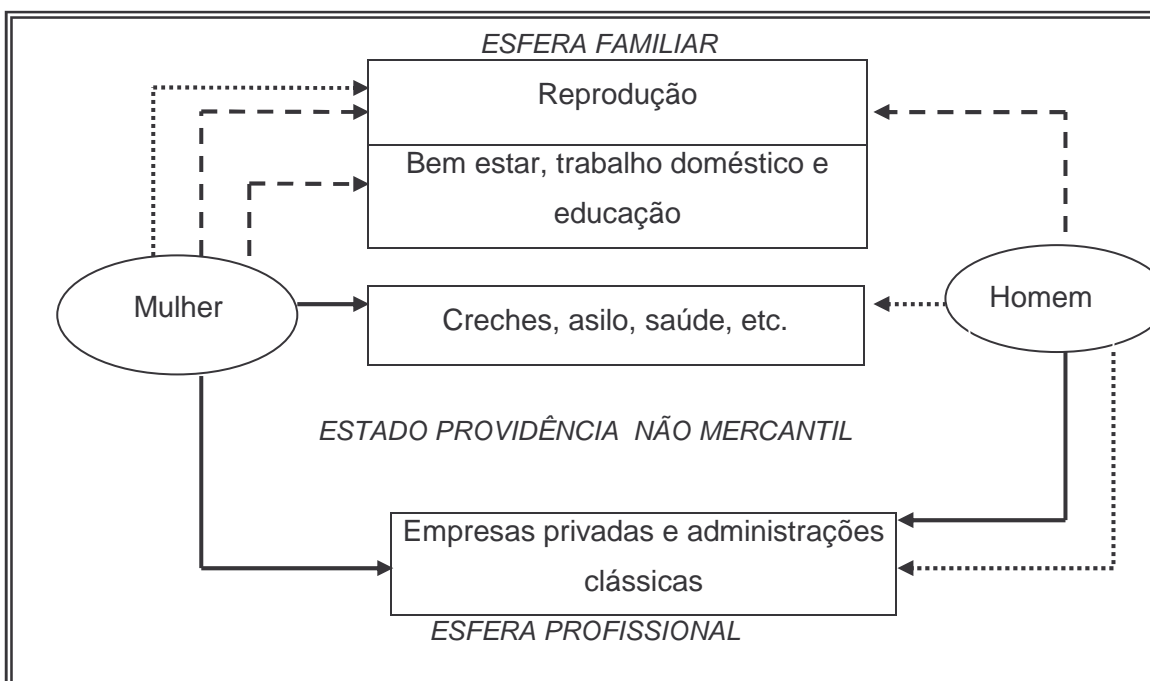 ESFERA FAMILIAR
Reprodução
Bem estar, trabalho doméstico e
educação
Mulher
Homem
Creches, asilo, saúde, etc.
ESTADO PROVIDÊNCIA NÃO MERCANTIL
Empresas privadas e administrações
clássicas
ESFERA PROFISSIONAL